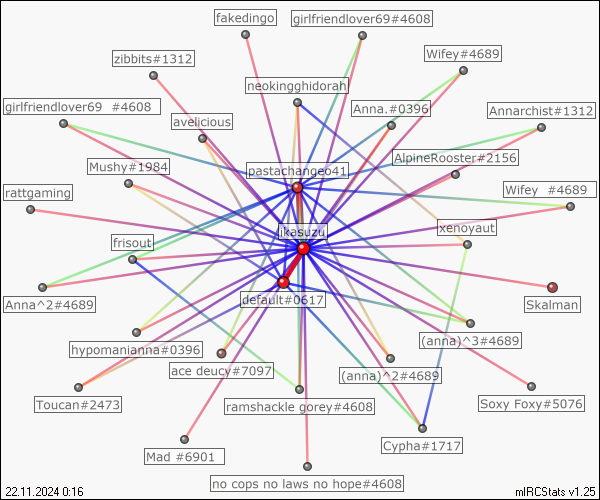 fakedingo
girlfriendlover69#4608
Wifey#4689
zibbits#1312
neokingghidorah
girlfriendlover69 #4608
avelicious
Anna.#0396
Annarchist#1312
Mushy#1984
pastachangeo41
AlpineRooster#2156
rattgaming
Wifey #4689
jikasuzu
xenoyaut
frisout
Anna^2#4689
default#0617
Skalman
hypomanianna#0396
(anna)^3#4689
ace deucy#7097
(anna)^2#4689
Toucan#2473
ramshackle gorey#4608
Soxy Foxy#5076
Mad #6901
Cypha#1717
no cops no laws no hope#4608
22.11.2024 0:16
mIRCStats v1.25